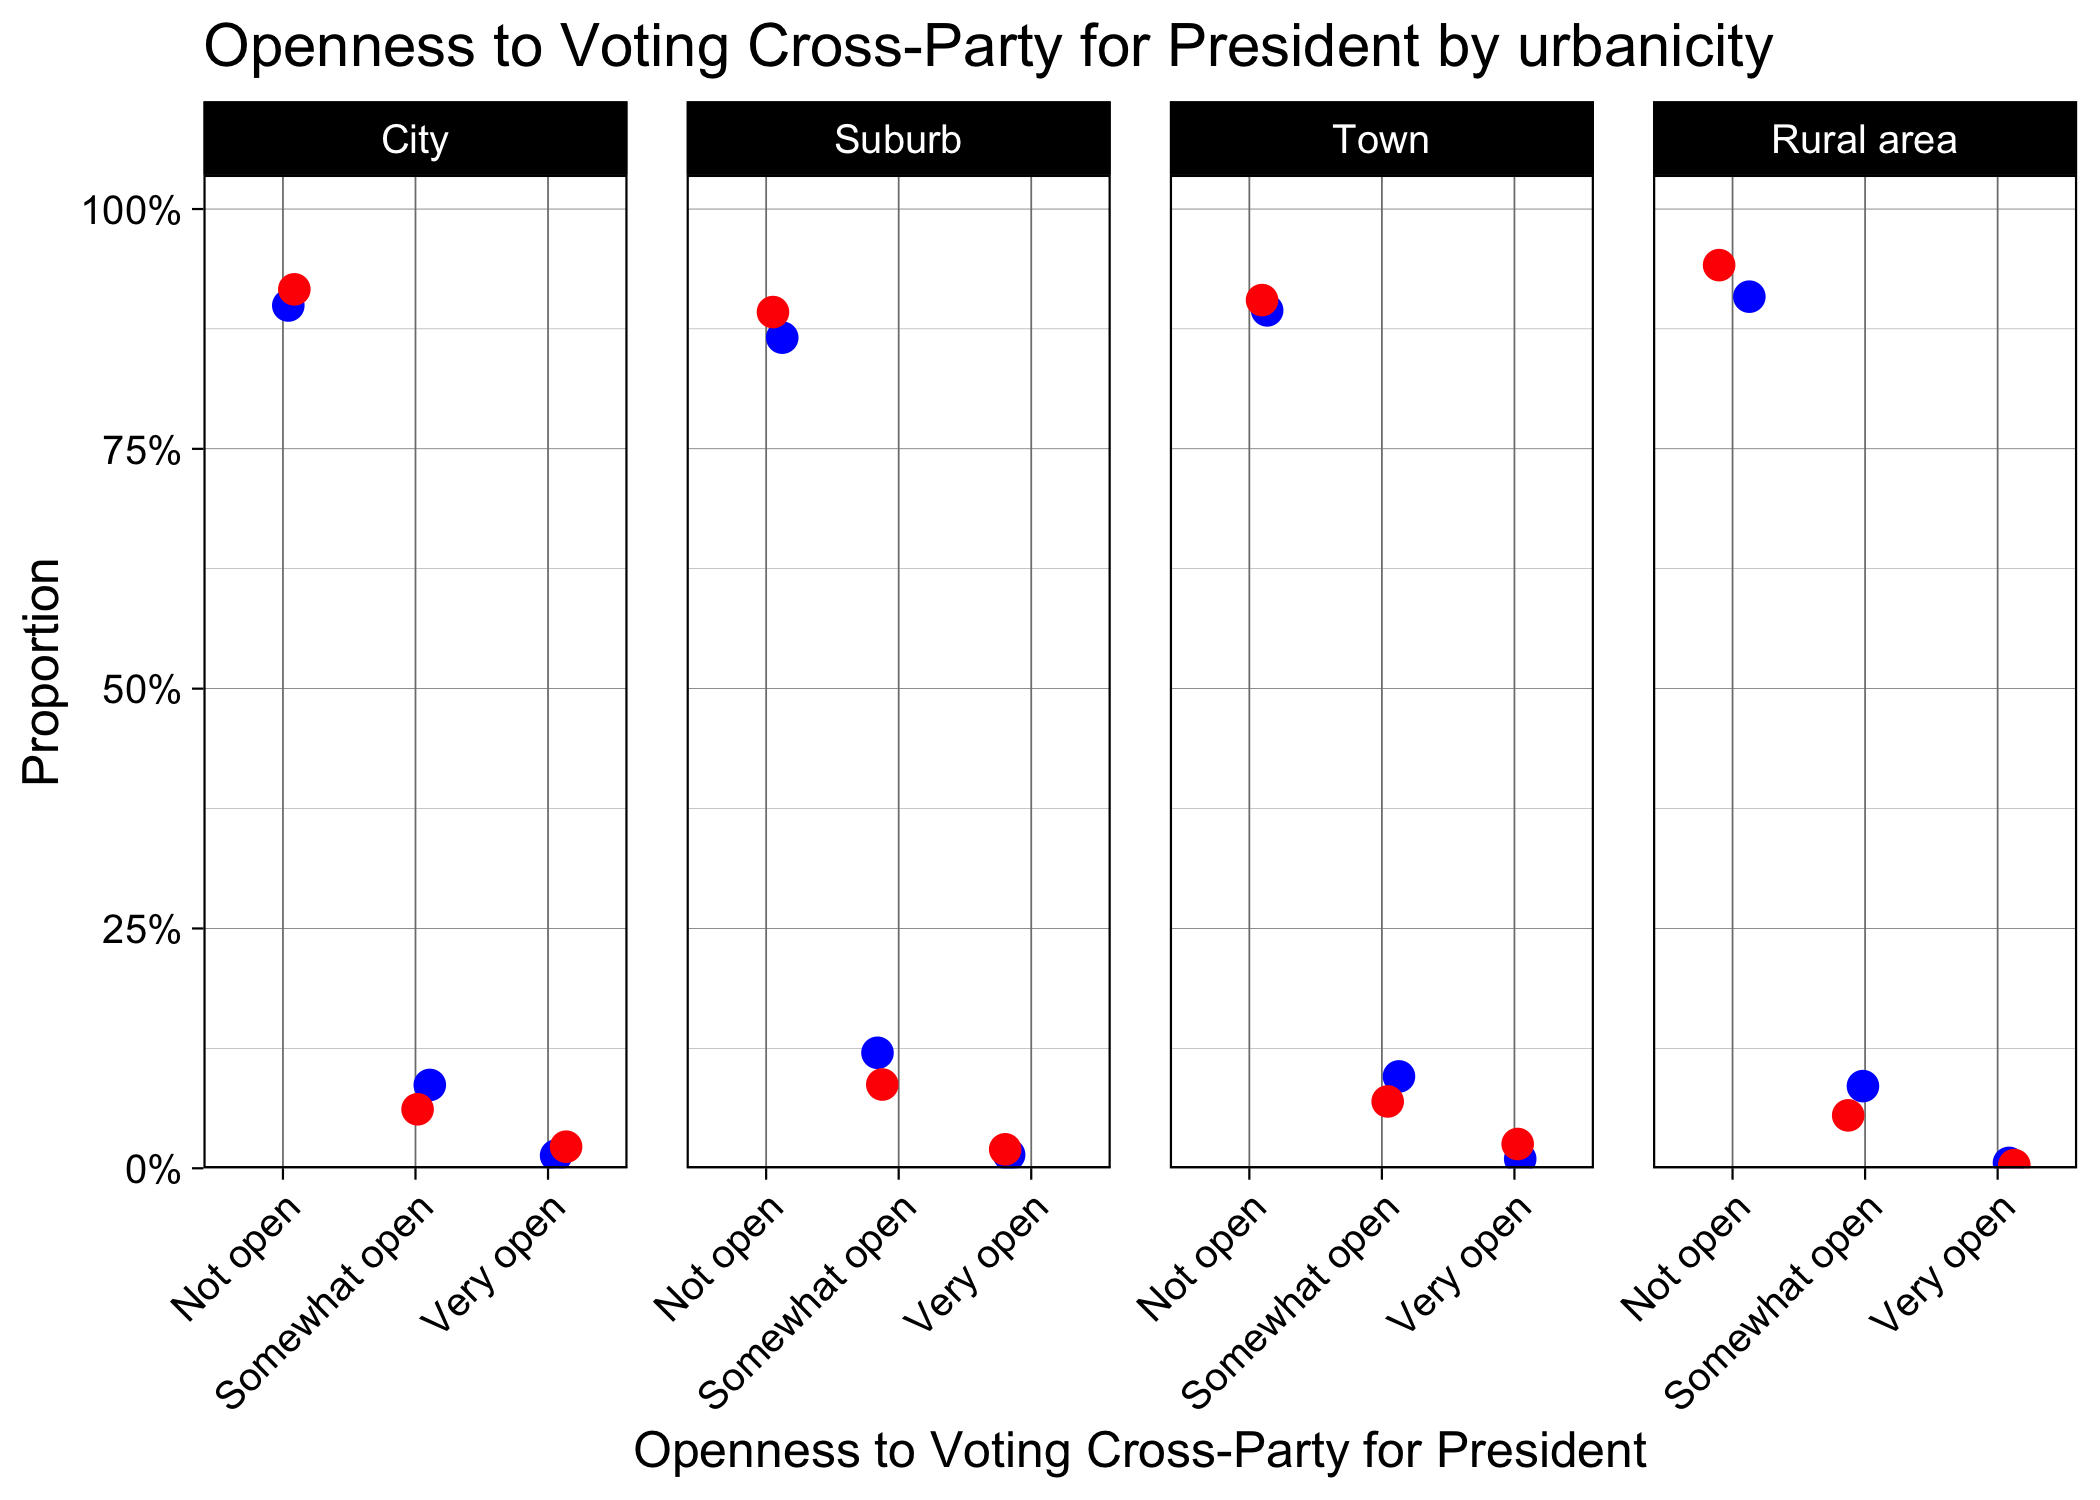 Openness to Voting Cross-Party for President by urbanicity
City
Suburb
Town
Rural area
100%
75%
50%
25%
0%
Proportion
Not open
Somewhat open
Very open
Not open
Somewhat open
Very open
Not open
Somewhat open
Very open
Not open
Somewhat open
Very open
Openness to Voting Cross-Party for President